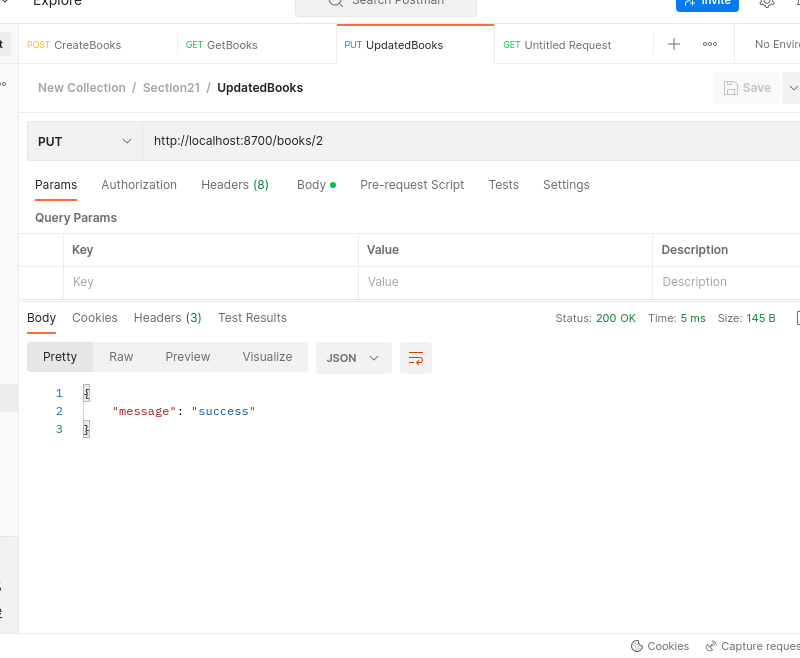 Explore
Search Postman
Invite
POST CreateBooks
GET GetBooks
PUT UpdatedBooks
GET Untitled Request
No Enviro
New Collection / Section21 / UpdatedBooks
Save
PUT
http://localhost:8700/books/2
Params Authorization Headers (8) Body Pre-request Script Tests Settings
Query Params
Key Value Description
Key Value Description
Body Cookies Headers (3) Test Results
Status: 200 OK Time: 5 ms Size: 145 B
Pretty Raw Preview Visualize JSON
1 {
2 "message": "success"
3 }
Cookies Capture reques